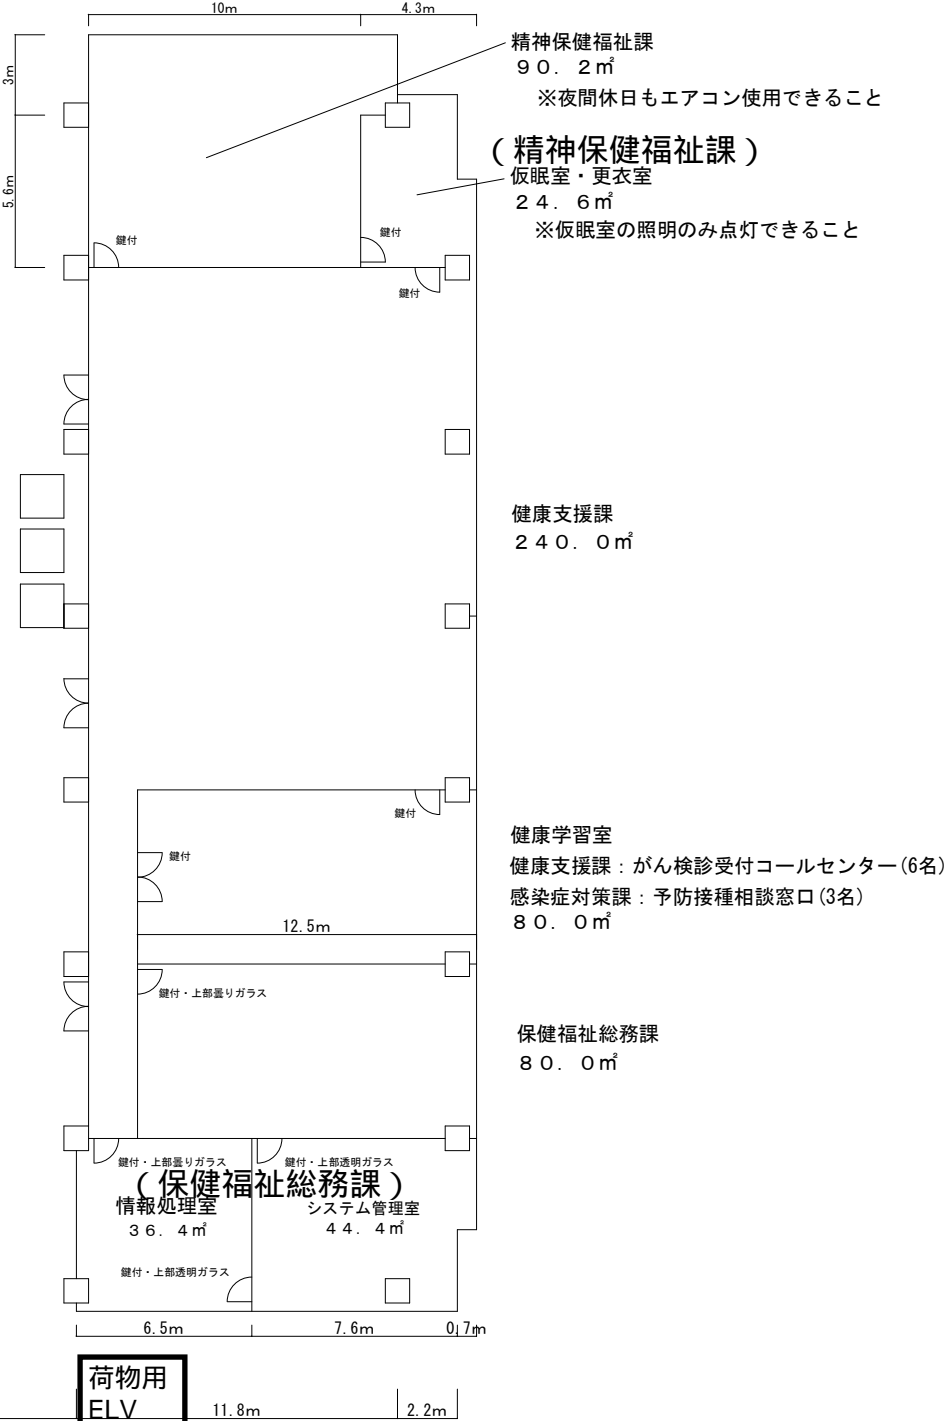 10m
4.3m
3m
5.6m
精神保健福祉課
90.2㎡
※夜間休日もエアコン使用できること
(精神保健福祉課)
仮眠室・更衣室
24.6㎡
※仮眠室の照明のみ点灯できること
鍵付
鍵付
鍵付
健康支援課
240.0㎡
鍵付
鍵付
健康学習室
健康支援課:がん検診受付コールセンター(6名)
感染症対策課:予防接種相談窓口(3名)
80.0㎡
12.5m
鍵付・上部曇りガラス
保健福祉総務課
80.0㎡
鍵付・上部曇りガラス
鍵付・上部透明ガラス
(保健福祉総務課)
情報処理室
36.4㎡
システム管理室
44.4㎡
鍵付・上部透明ガラス
6.5m
7.6m
0.7m
荷物用
ELV
11.8m
2.2m